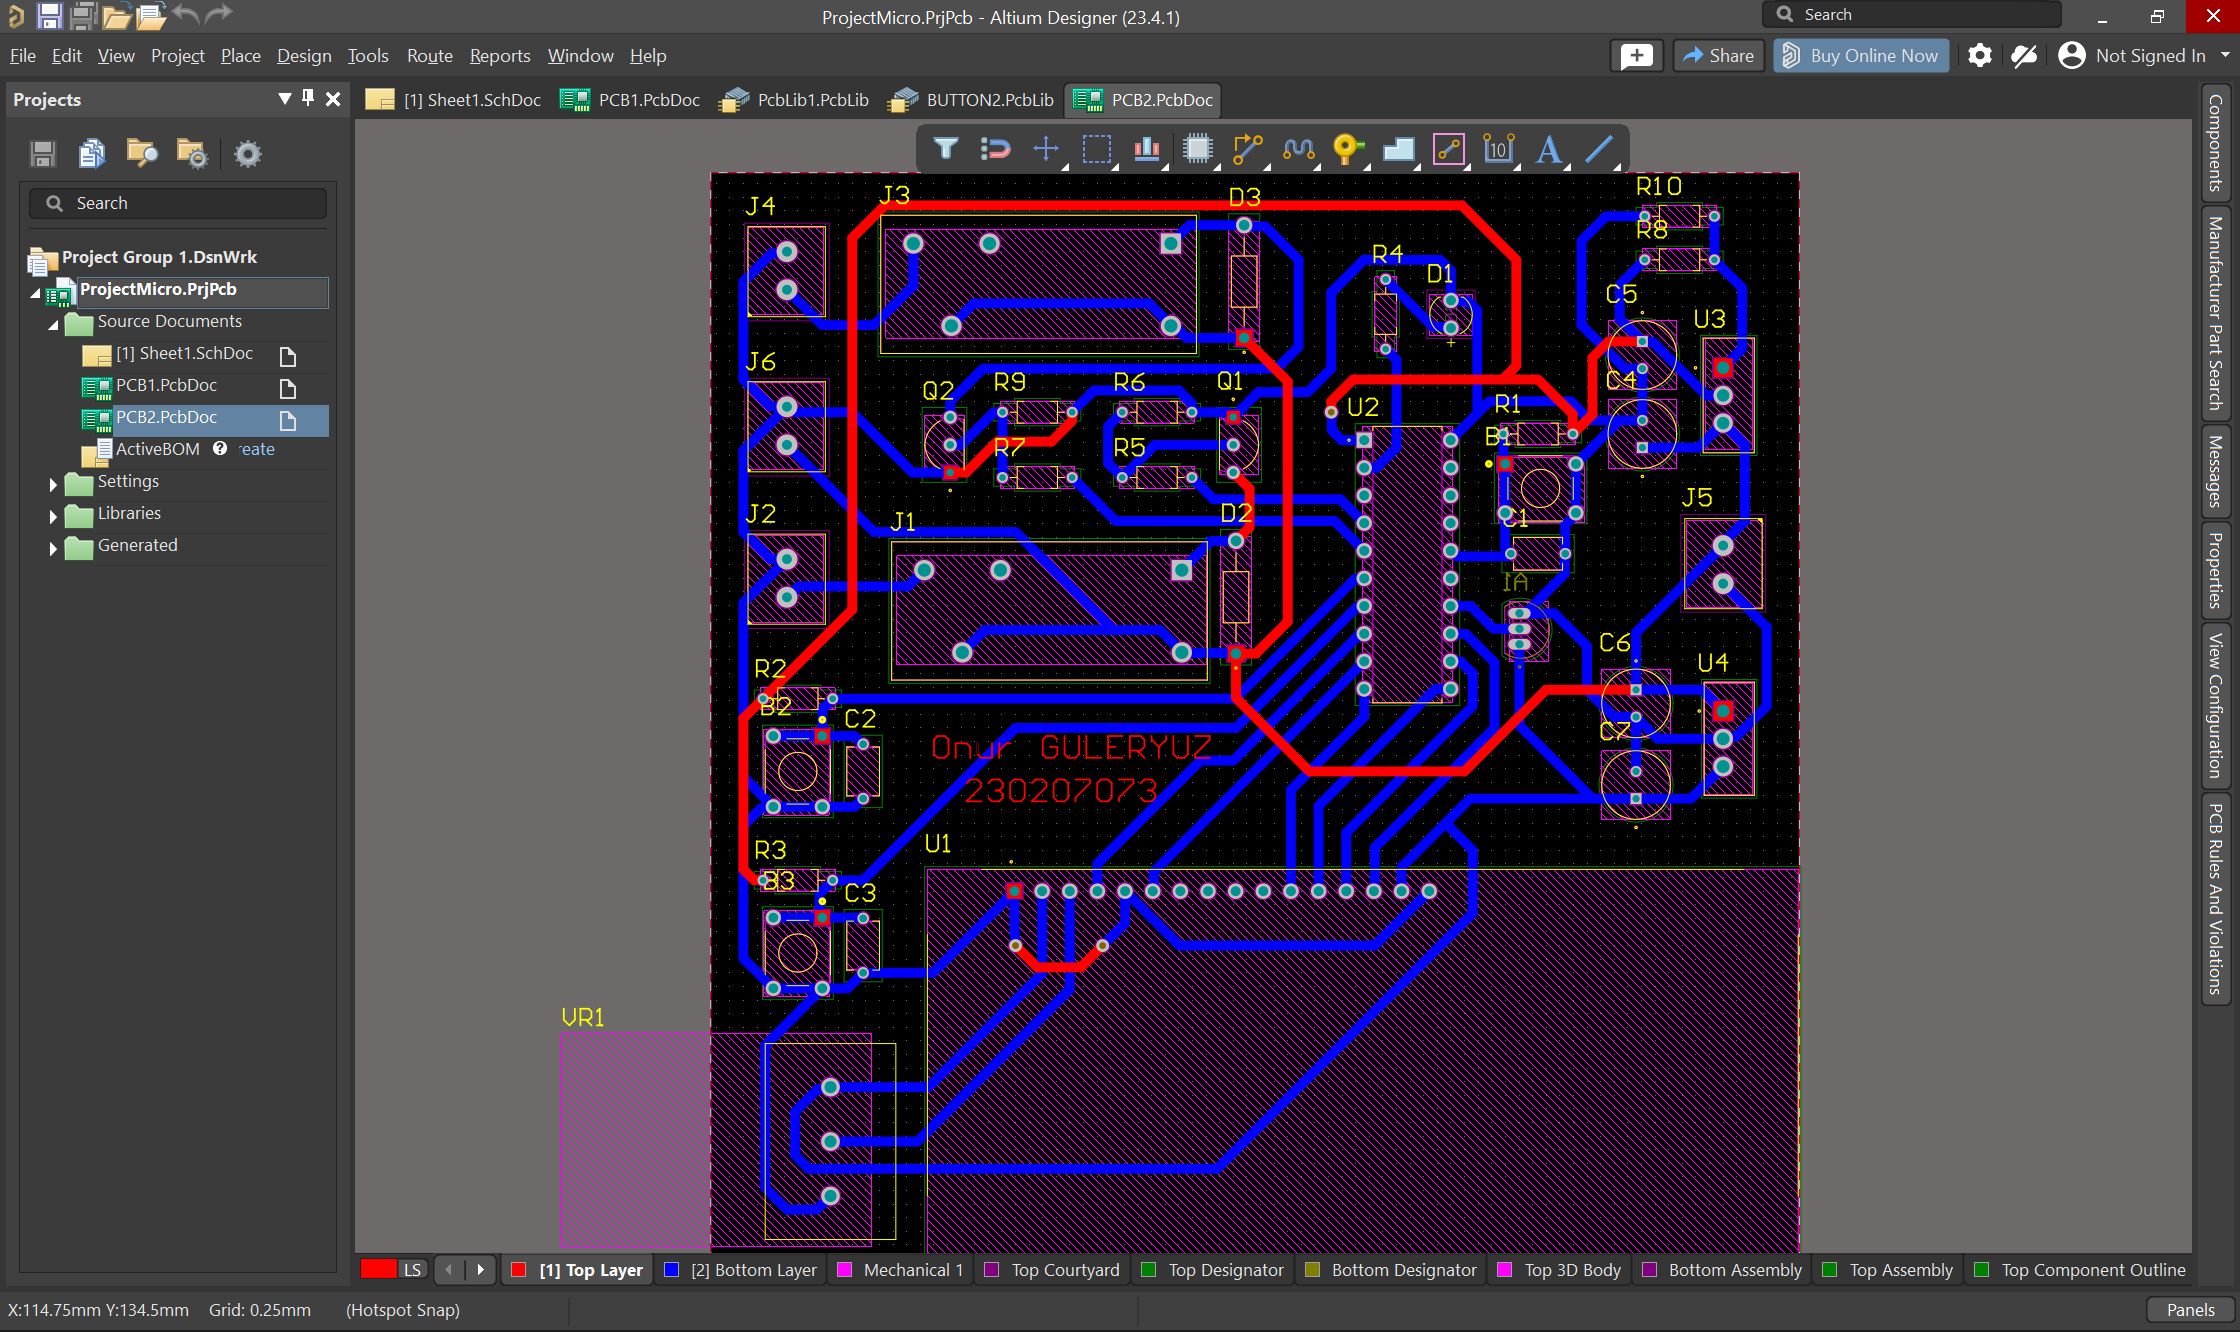 ProjectMicro.PrjPcb - Altium Designer (23.4.1)
Search
File Edit View Project Place Design Tools Route Reports Window Help
Share
Buy Online Now
Not Signed In
Projects
[1] Sheet1.SchDoc
PCB1.PcbDoc
PcbLib1.PcbLib
BUTTON2.PcbLib
PCB2.PcbDoc
10
A
Search
Project Group 1.DsnWrk
ProjectMicro.PrjPcb
Source Documents
[1] Sheet1.SchDoc
PCB1.PcbDoc
PCB2.PcbDoc
ActiveBOM ? reate
Settings
Libraries
Generated
J4
J3
D3
R10
R8
R4
D1
C5
U3
J6
Q2
R9
R6
Q1
U2
R1
C4
B1
R7
R5
J5
J2
J1
D2
C1
A1
C6
U4
R2
B2
C2
C7
Onur GULERYUZ
230207073
R3
B3
C3
U1
VR1
Components
Manufacturer Part Search
Messages
Properties
View Configuration
PCB Rules And Violations
LS
[1] Top Layer
[2] Bottom Layer
Mechanical 1
Top Courtyard
Top Designator
Bottom Designator
Top 3D Body
Bottom Assembly
Top Assembly
Top Component Outline
X:114.75mm Y:134.5mm Grid: 0.25mm (Hotspot Snap)
Panels